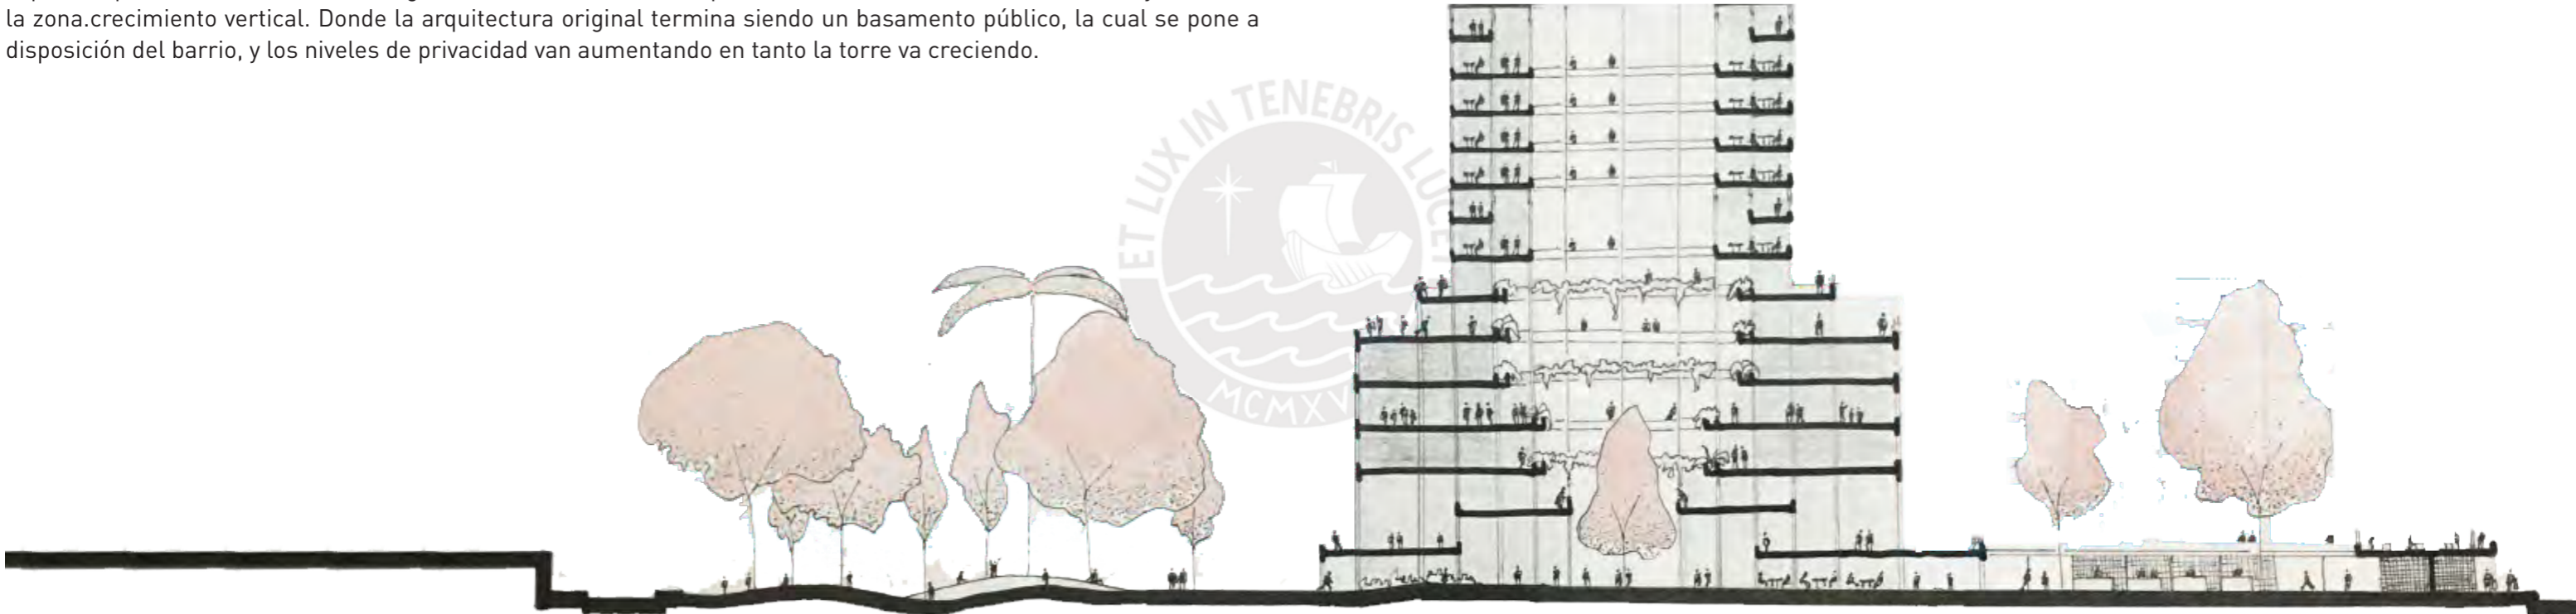 la zona.crecimiento vertical. Donde la arquitectura original termina siendo un basamento público, la cual se pone a
disposición del barrio, y los niveles de privacidad van aumentando en tanto la torre va creciendo.
ET LUX IN TENEBRIS LUCET